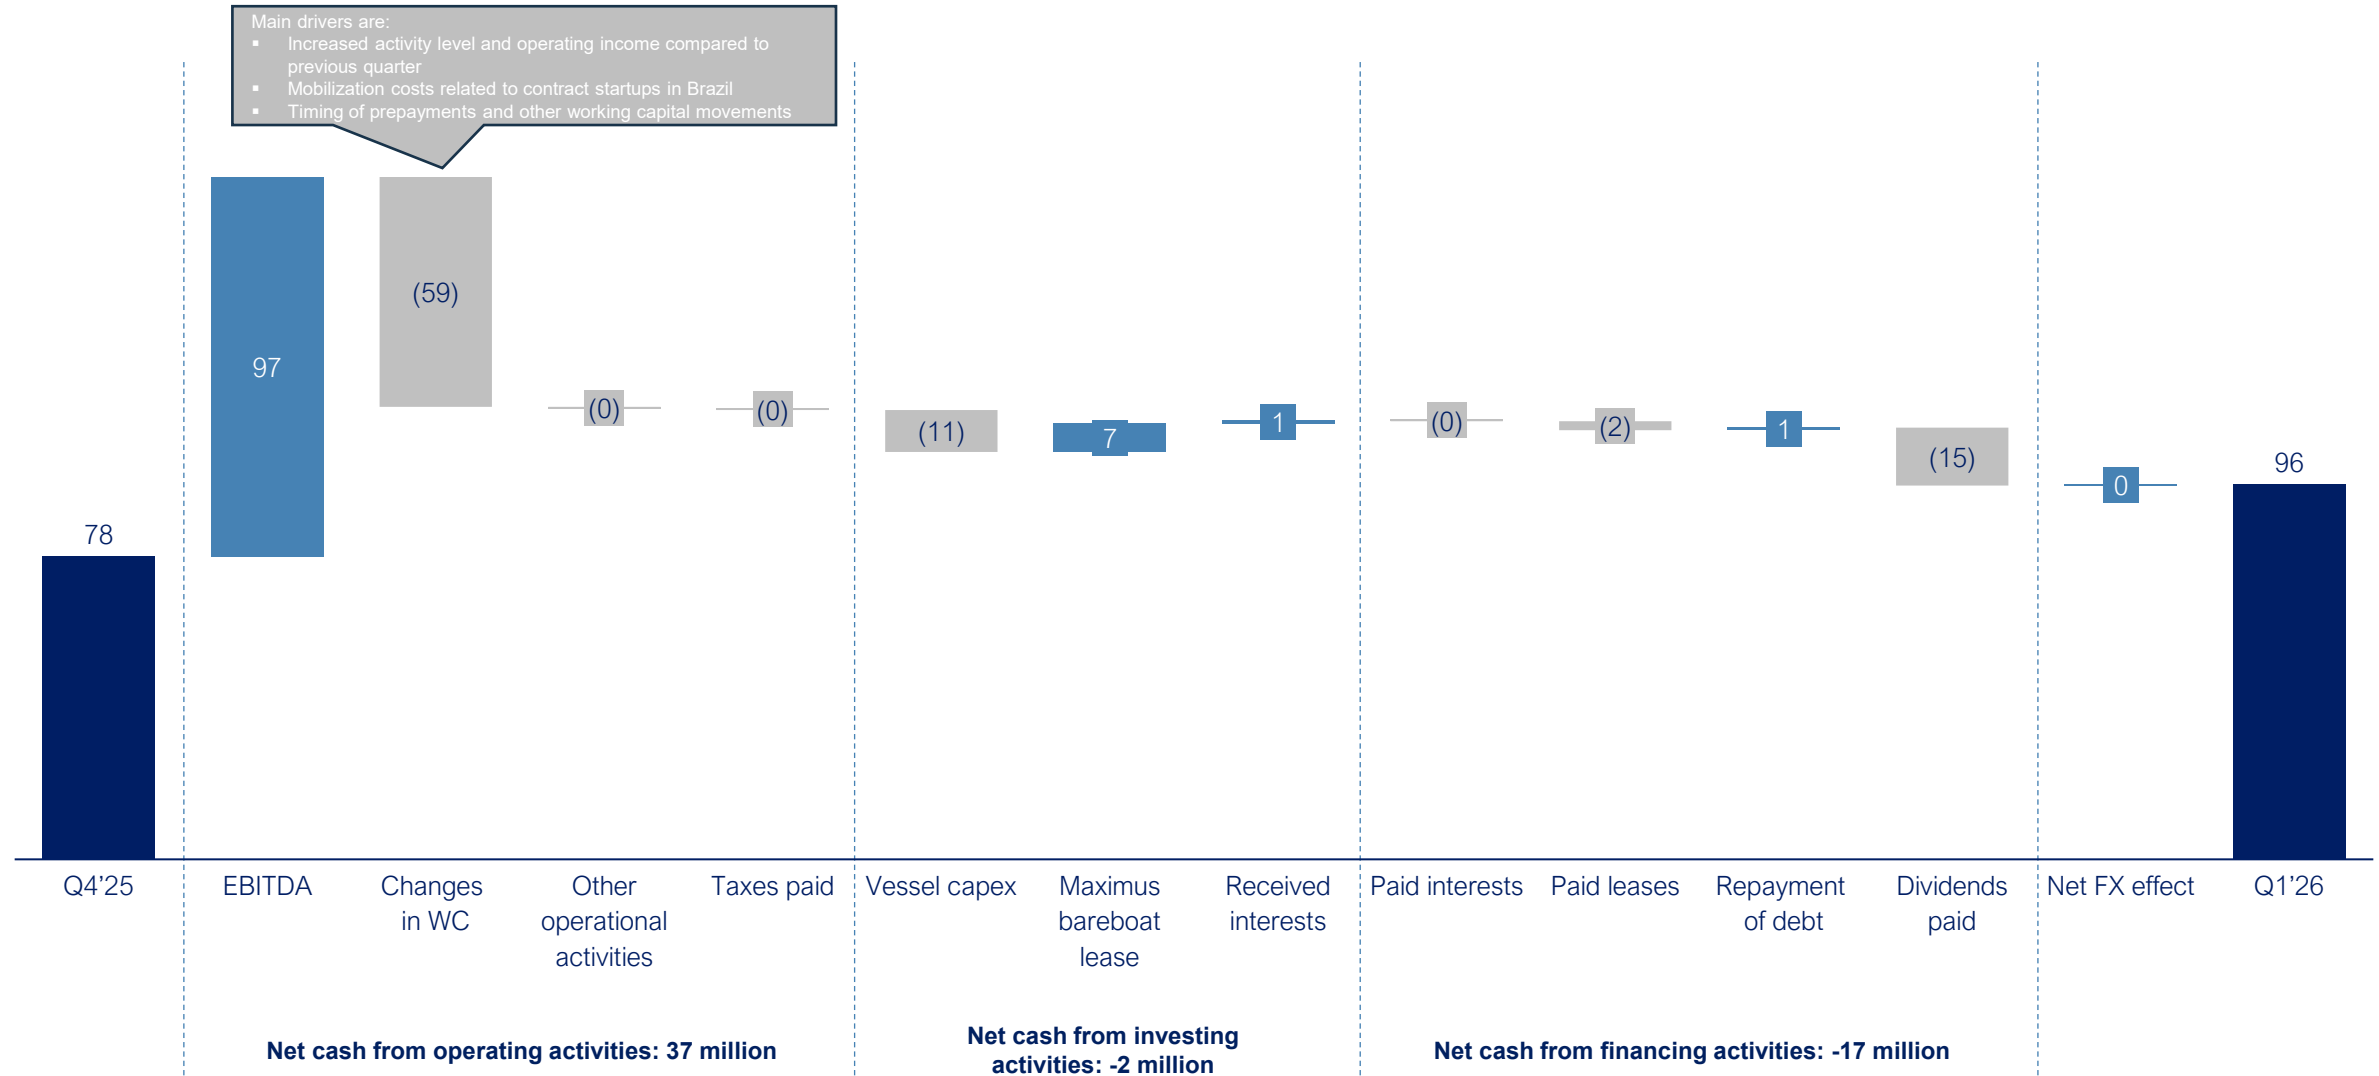 Main drivers are:
▪ Increased activity level and operating income compared to
previous quarter
▪ Mobilization costs related to contract startups in Brazil
▪ Timing of prepayments and other working capital movements
78
97
(59)
(0)
(0)
(11)
7
1
(0)
(2)
1
(15)
0
96
Q4’25
EBITDA
Changes
in WC
Other
operational
activities
Taxes paid
Vessel capex
Maximus
bareboat
lease
Received
interests
Paid interests
Paid leases
Repayment
of debt
Dividends
paid
Net FX effect
Q1’26
Net cash from operating activities: 37 million
Net cash from investing
activities: -2 million
Net cash from financing activities: -17 million